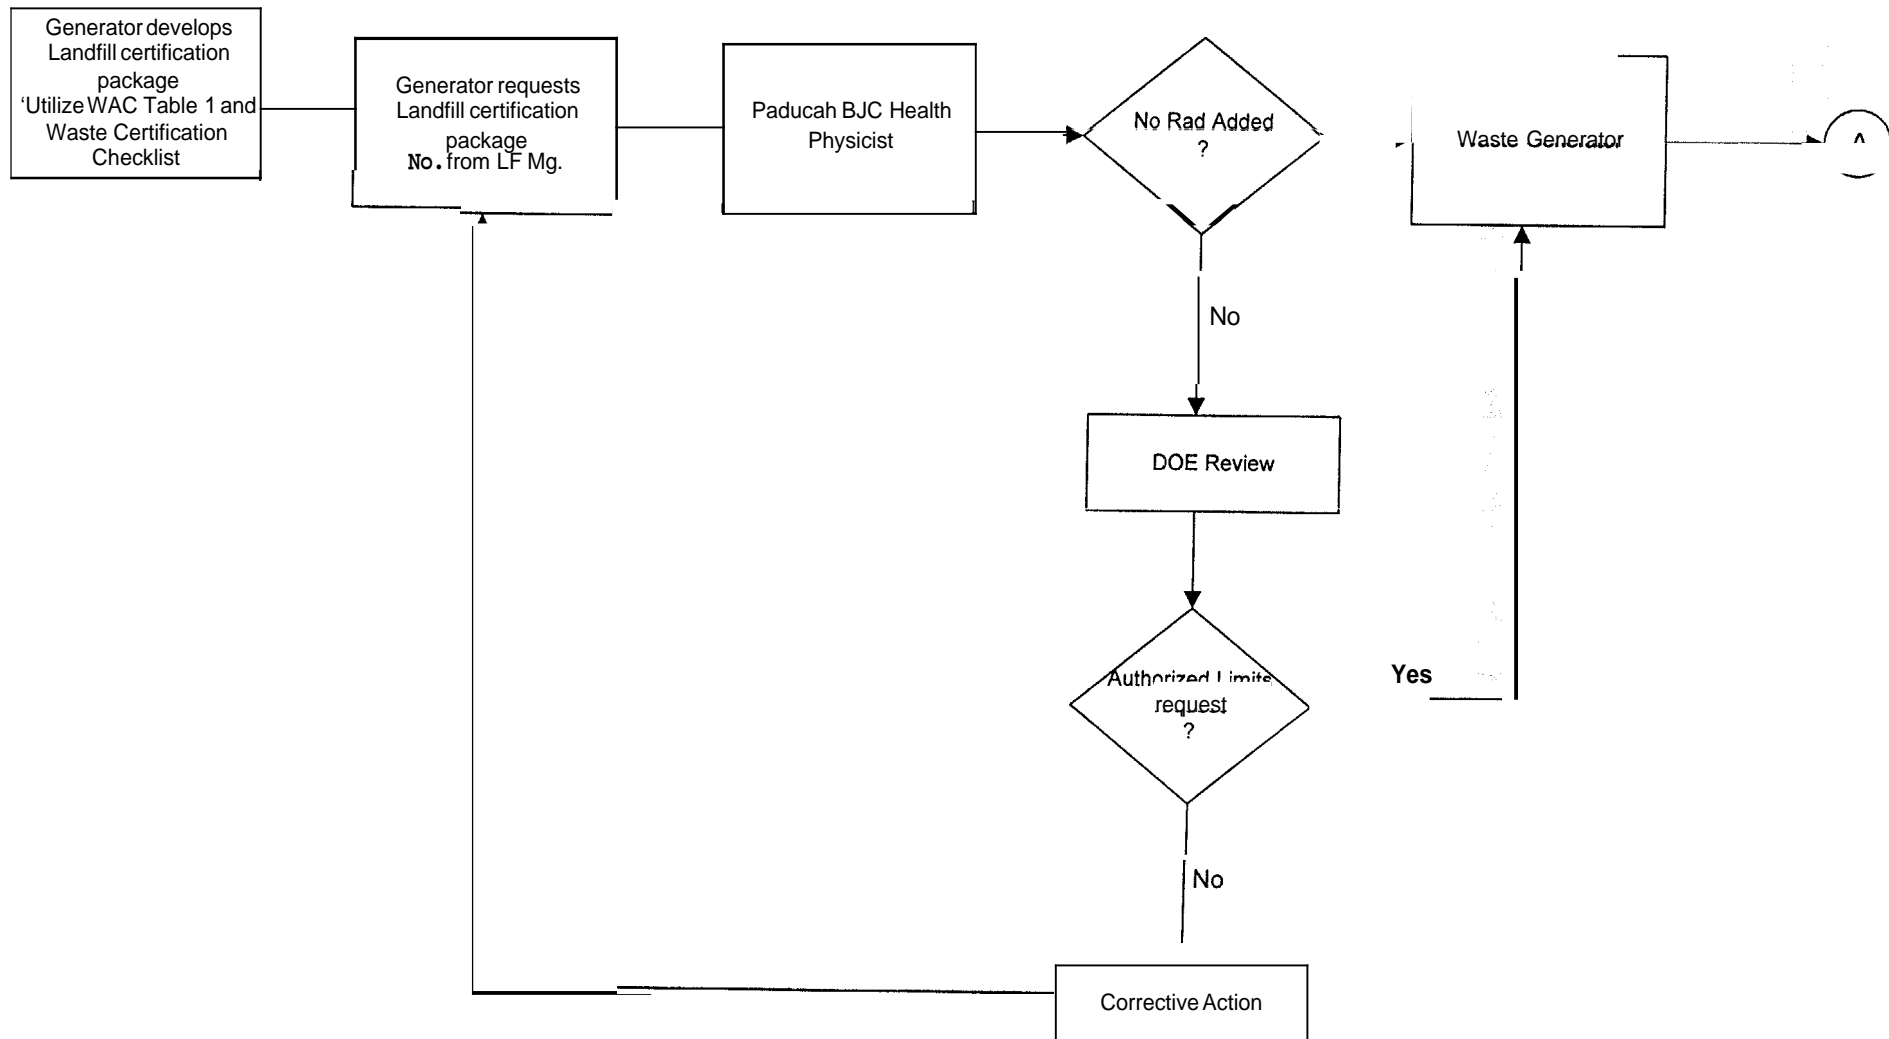 Generator develops
Landfill certification
package
‘Utilize WAC Table 1 and
Waste Certification
Checklist
Generator requests
Landfill certification
package
No. from LF Mg.
Paducah BJC Health
Physicist
No Rad Added
?
Waste Generator
A
No
DOE Review
Authorized Limits
request
?
Yes
No
Corrective Action